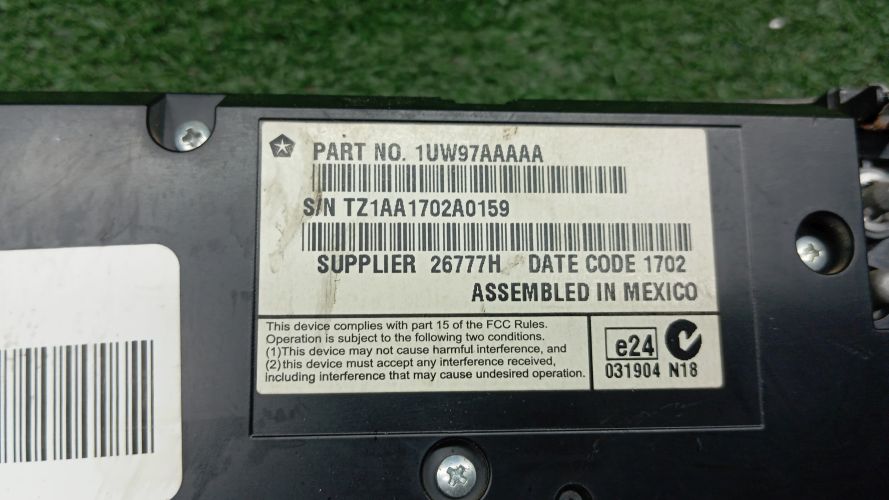 PART NO. 1UW97AAAAA
S/N TZ1AA1702A0159
SUPPLIER 26777H DATE CODE 1702
ASSEMBLED IN MEXICO
This device complies with part 15 of the FCC Rules.
Operation is subject to the following two conditions.
(1)This device may not cause harmful interference, and
(2)this device must accept any interference received,
including interference that may cause undesired operation.
e24
031904 N18